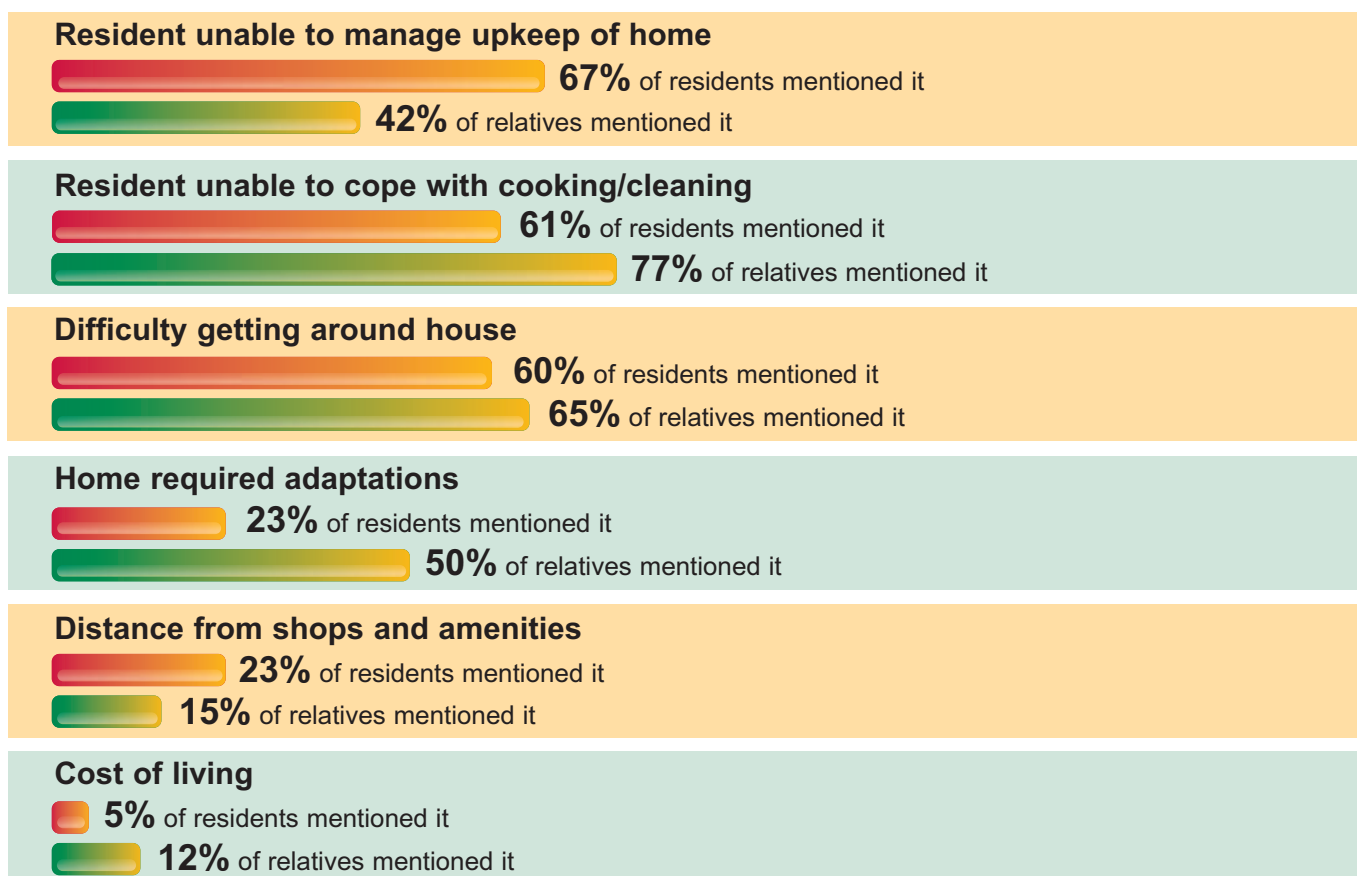 Resident unable to manage upkeep of home
67% of residents mentioned it
42% of relatives mentioned it
Resident unable to cope with cooking/cleaning
61% of residents mentioned it
77% of relatives mentioned it
Difficulty getting around house
60% of residents mentioned it
65% of relatives mentioned it
Home required adaptations
23% of residents mentioned it
50% of relatives mentioned it
Distance from shops and amenities
23% of residents mentioned it
15% of relatives mentioned it
Cost of living
5% of residents mentioned it
12% of relatives mentioned it